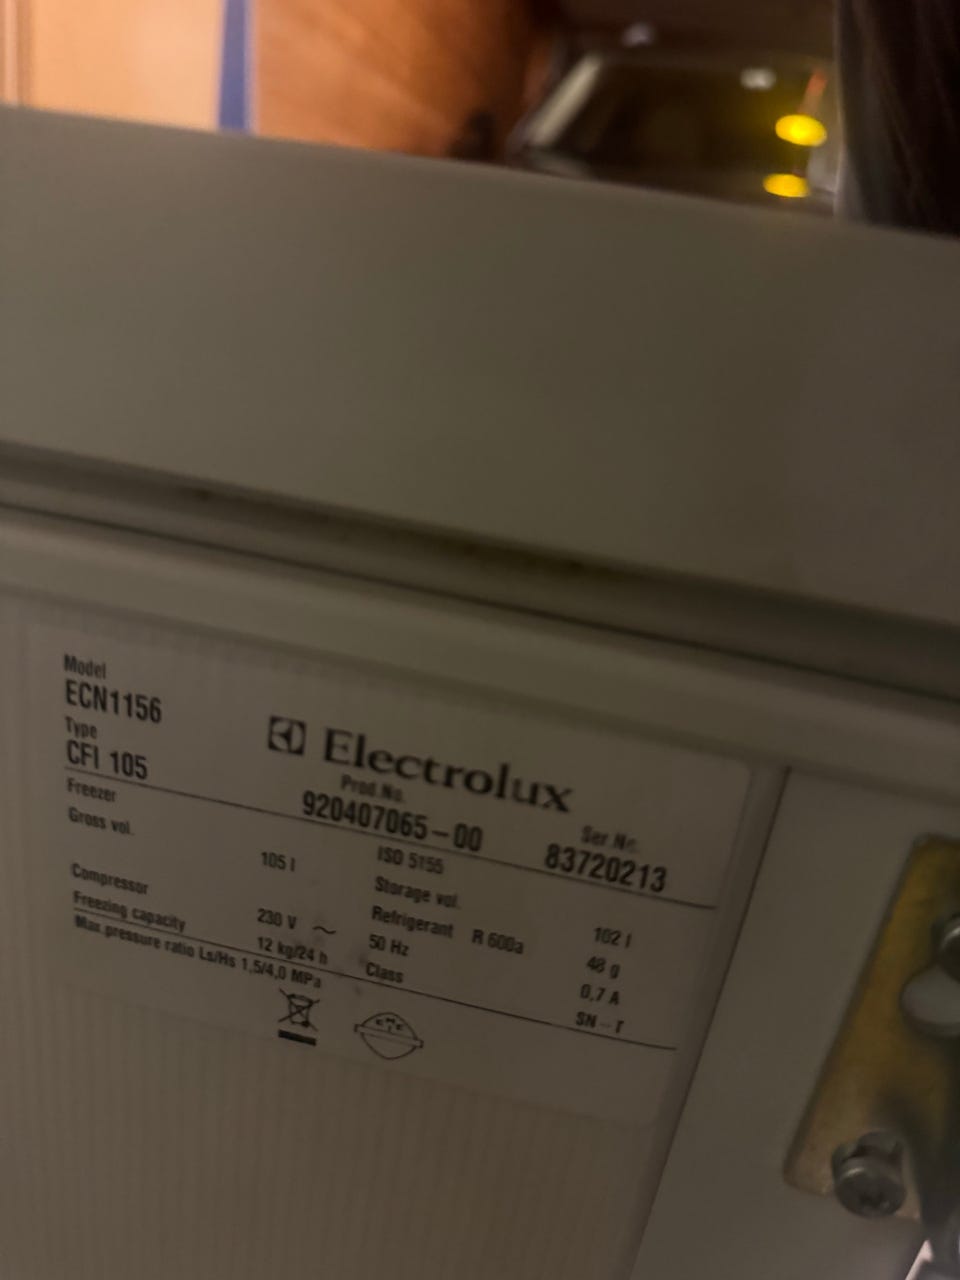 Model
ECN1156
Type
CFI 105
Electrolux
Prod.No.
920407065-00
Ser.No.
83720213
Freezer
Gross vol.
105 l
ISO 5155
Storage vol.
102 l
Refrigerant R 600a
48 g
Compressor
230 V ~
50 Hz
0,7 A
Freezing capacity
12 kg/24 h
Class
SN-T
Max.pressure ratio Ls/Hs 1,5/4,0 MPa